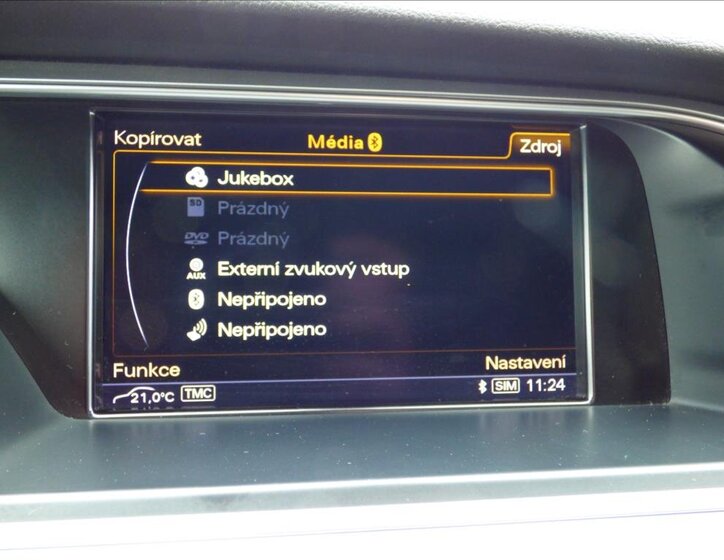 Kopírovat
Média
Zdroj
Jukebox
SD Prázdný
DVD Prázdný
AUX Externí zvukový vstup
Nepřipojeno
Nepřipojeno
Funkce
Nastavení
21,0°C TMC
SIM 11:24